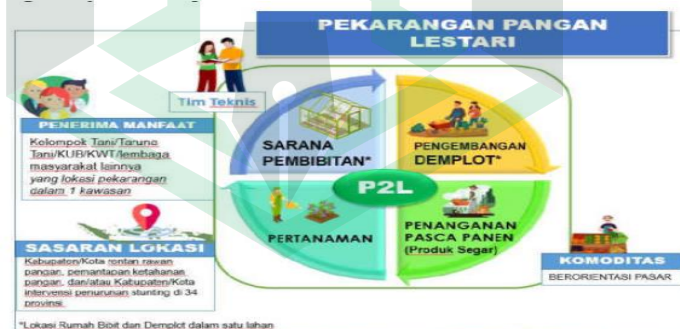 PEKARANGAN PANGAN
LESTARI
Tim Teknis
PENERIMA MANFAAT
Kelompok Tani/Taruna
Tani/KUB/KWT/lembaga
masyarakat lainnya
yang lokasi pekarangan
dalam 1 kawasan
SASARAN LOKASI
Kabupaten/Kota rentan rawan
pangan, pemantapan ketahanan
pangan, dan/atau Kabupaten/Kota
intervensi penurunan stunting di 34
provinsi
SARANA
PEMBIBITAN*
PENGEMBANGAN
DEMPLOT*
P2L
PERTANAMAN
PENANGANAN
PASCA PANEN
(Produk Segar)
KOMODITAS
BERORIENTASI PASAR
*Lokasi Rumah Bibit dan Demplot dalam satu lahan